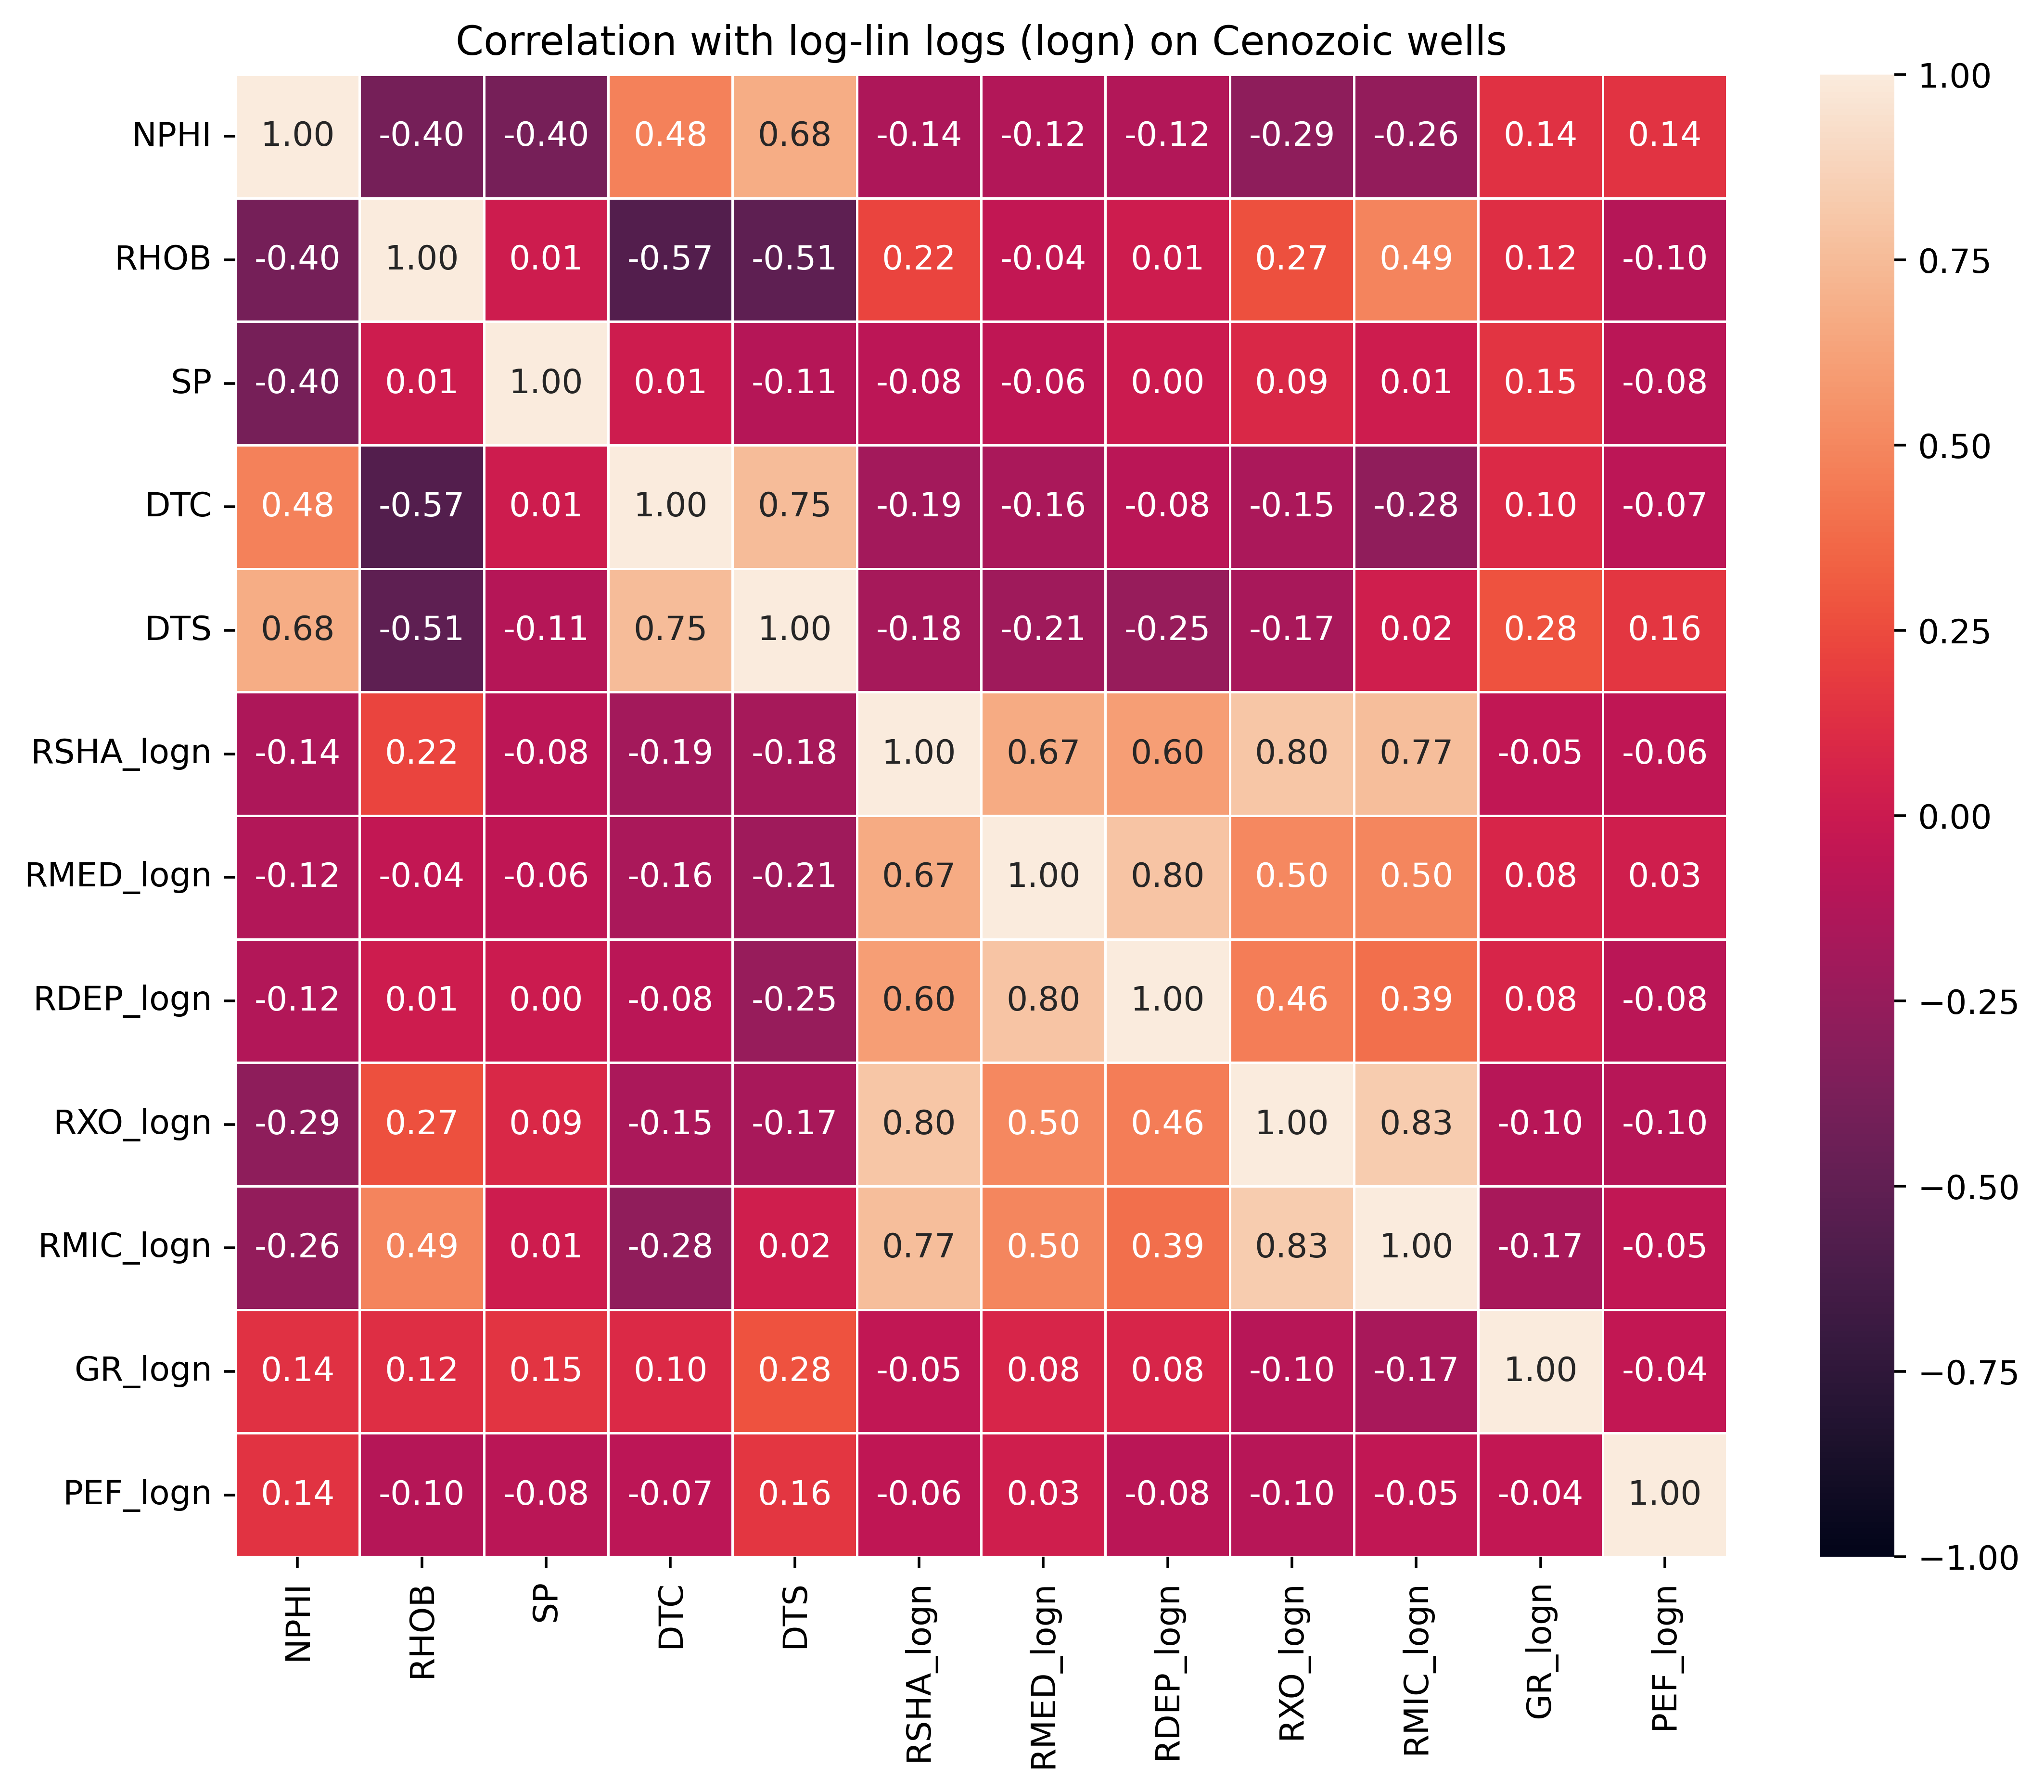 Correlation with log-lin logs (logn) on Cenozoic wells
NPHI 1.00 -0.40 -0.40 0.48 0.68 -0.14 -0.12 -0.12 -0.29 -0.26 0.14 0.14
RHOB -0.40 1.00 0.01 -0.57 -0.51 0.22 -0.04 0.01 0.27 0.49 0.12 -0.10
SP -0.40 0.01 1.00 0.01 -0.11 -0.08 -0.06 0.00 0.09 0.01 0.15 -0.08
DTC 0.48 -0.57 0.01 1.00 0.75 -0.19 -0.16 -0.08 -0.15 -0.28 0.10 -0.07
DTS 0.68 -0.51 -0.11 0.75 1.00 -0.18 -0.21 -0.25 -0.17 0.02 0.28 0.16
RSHA_logn -0.14 0.22 -0.08 -0.19 -0.18 1.00 0.67 0.60 0.80 0.77 -0.05 -0.06
RMED_logn -0.12 -0.04 -0.06 -0.16 -0.21 0.67 1.00 0.80 0.50 0.50 0.08 0.03
RDEP_logn -0.12 0.01 0.00 -0.08 -0.25 0.60 0.80 1.00 0.46 0.39 0.08 -0.08
RXO_logn -0.29 0.27 0.09 -0.15 -0.17 0.80 0.50 0.46 1.00 0.83 -0.10 -0.10
RMIC_logn -0.26 0.49 0.01 -0.28 0.02 0.77 0.50 0.39 0.83 1.00 -0.17 -0.05
GR_logn 0.14 0.12 0.15 0.10 0.28 -0.05 0.08 0.08 -0.10 -0.17 1.00 -0.04
PEF_logn 0.14 -0.10 -0.08 -0.07 0.16 -0.06 0.03 -0.08 -0.10 -0.05 -0.04 1.00
NPHI RHOB SP DTC DTS RSHA_logn RMED_logn RDEP_logn RXO_logn RMIC_logn GR_logn PEF_logn
1.00
0.75
0.50
0.25
0.00
−0.25
−0.50
−0.75
−1.00